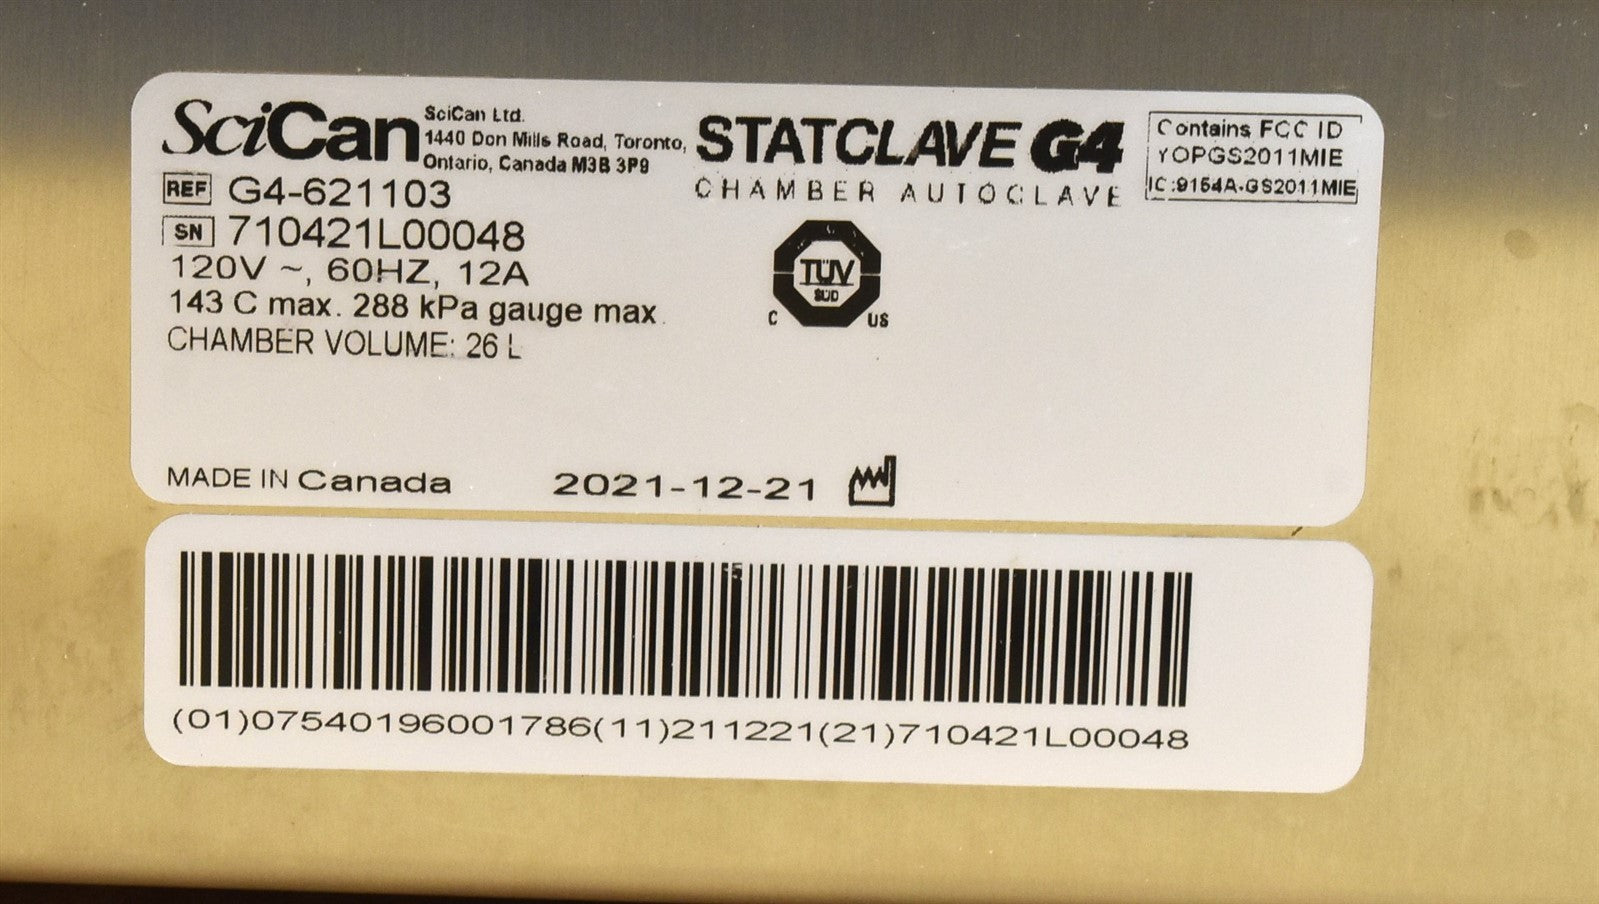 SciCan
SciCan Ltd.
1440 Don Mills Road, Toronto,
Ontario, Canada M3B 3P9
STATCLAVE G4
CHAMBER AUTOCLAVE
Contains FCC ID
YOPGS2011MIE
IC:9154A-GS2011MIE
REF G4-621103
SN 710421L00048
120V ~, 60HZ, 12A
143 C max. 288 kPa gauge max.
CHAMBER VOLUME: 26 L
TÜV
SÜD
C US
MADE IN Canada 2021-12-21
(01)07540196001786(11)211221(21)710421L00048